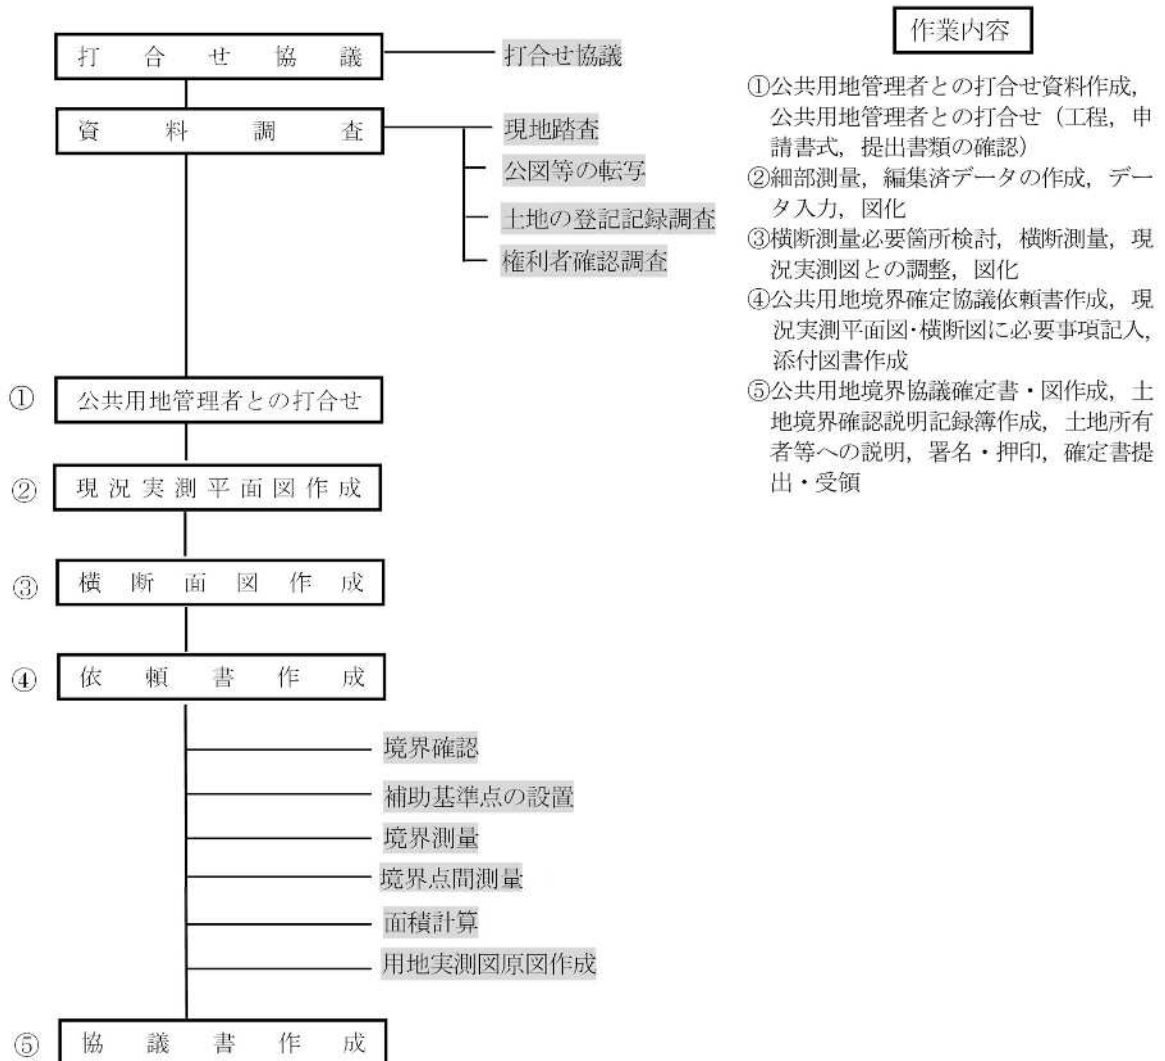 作業内容
打合せ協議
打合せ協議
資料調査
現地踏査
公図等の転写
土地の登記記録調査
権利者確認調査
① 公共用地管理者との打合せ
② 現況実測平面図作成
③ 横断面図作成
④ 依頼書作成
境界確認
補助基準点の設置
境界測量
境界点間測量
面積計算
用地実測図原図作成
⑤ 協議書作成
①公共用地管理者との打合せ資料作成,
公共用地管理者との打合せ（工程，申
請書式，提出書類の確認）
②細部測量，編集済データの作成，デー
タ入力，図化
③横断測量必要箇所検討，横断測量，現
況実測図との調整，図化
④公共用地境界確定協議依頼書作成，現
況実測平面図・横断図に必要事項記入,
添付図書作成
⑤公共用地境界協議確定書・図作成，土
地境界確認説明記録簿作成，土地所有
者等への説明，署名・押印，確定書提
出・受領